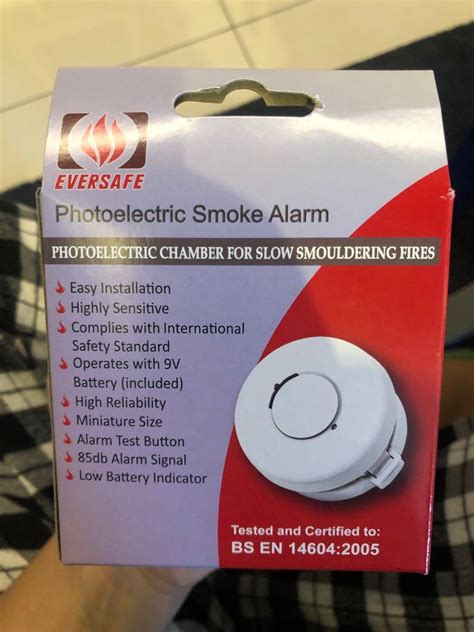 EVERSAFE
Photoelectric Smoke Alarm
PHOTOELECTRIC CHAMBER FOR SLOW SMOULDERING FIRES
Easy Installation
Highly Sensitive
Complies with International
Safety Standard
Operates with 9V
Battery (included)
High Reliability
Miniature Size
Alarm Test Button
85db Alarm Signal
Low Battery Indicator
Tested and Certified to:
BS EN 14604:2005